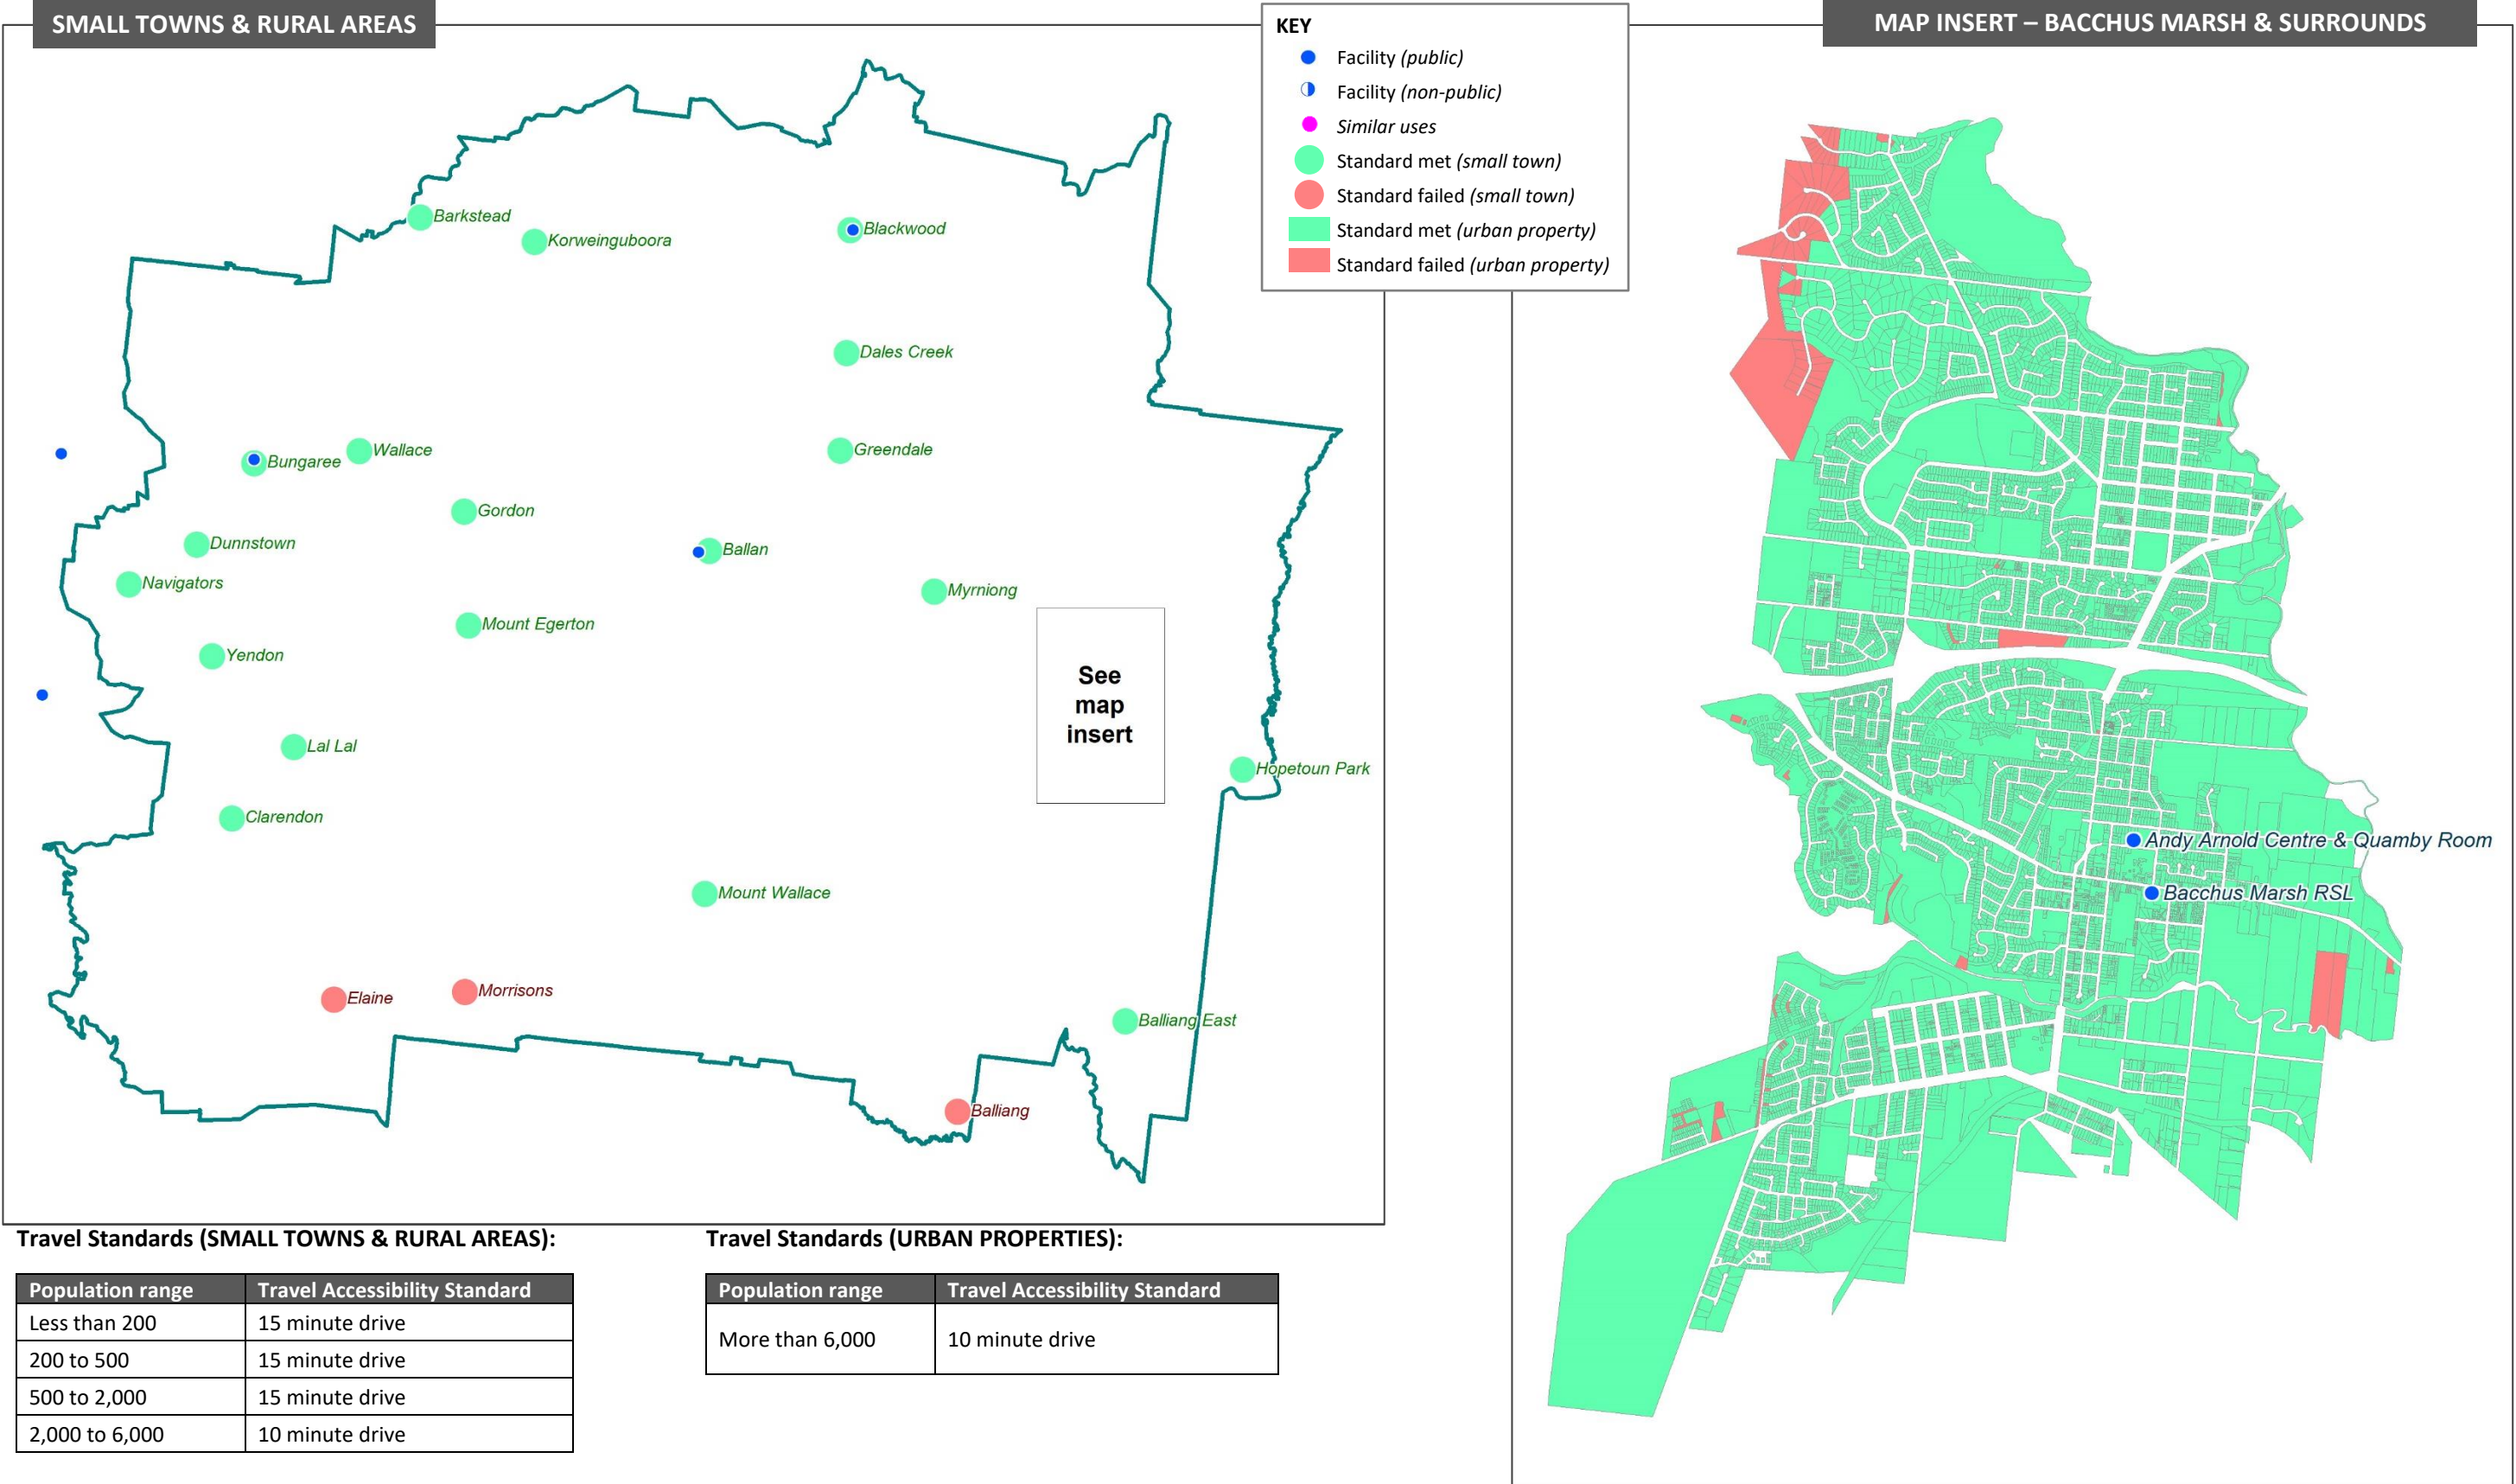 SMALL TOWNS & RURAL AREAS
KEY
Facility (public)
Facility (non-public)
Similar uses
Standard met (small town)
Standard failed (small town)
Standard met (urban property)
Standard failed (urban property)
MAP INSERT – BACCHUS MARSH & SURROUNDS
Barkstead
Korweinguboora
Blackwood
Dales Creek
Bungaree
Wallace
Greendale
Gordon
Dunnstown
Ballan
Navigators
Myrniong
Mount Egerton
Yendon
See
map
insert
Lal Lal
Hopetoun Park
Clarendon
Mount Wallace
Elaine
Morrisons
Balliang East
Balliang
Andy Arnold Centre & Quamby Room
Bacchus Marsh RSL
Travel Standards (SMALL TOWNS & RURAL AREAS):
Population range Travel Accessibility Standard
Less than 200 15 minute drive
200 to 500 15 minute drive
500 to 2,000 15 minute drive
2,000 to 6,000 10 minute drive
Travel Standards (URBAN PROPERTIES):
Population range Travel Accessibility Standard
More than 6,000 10 minute drive